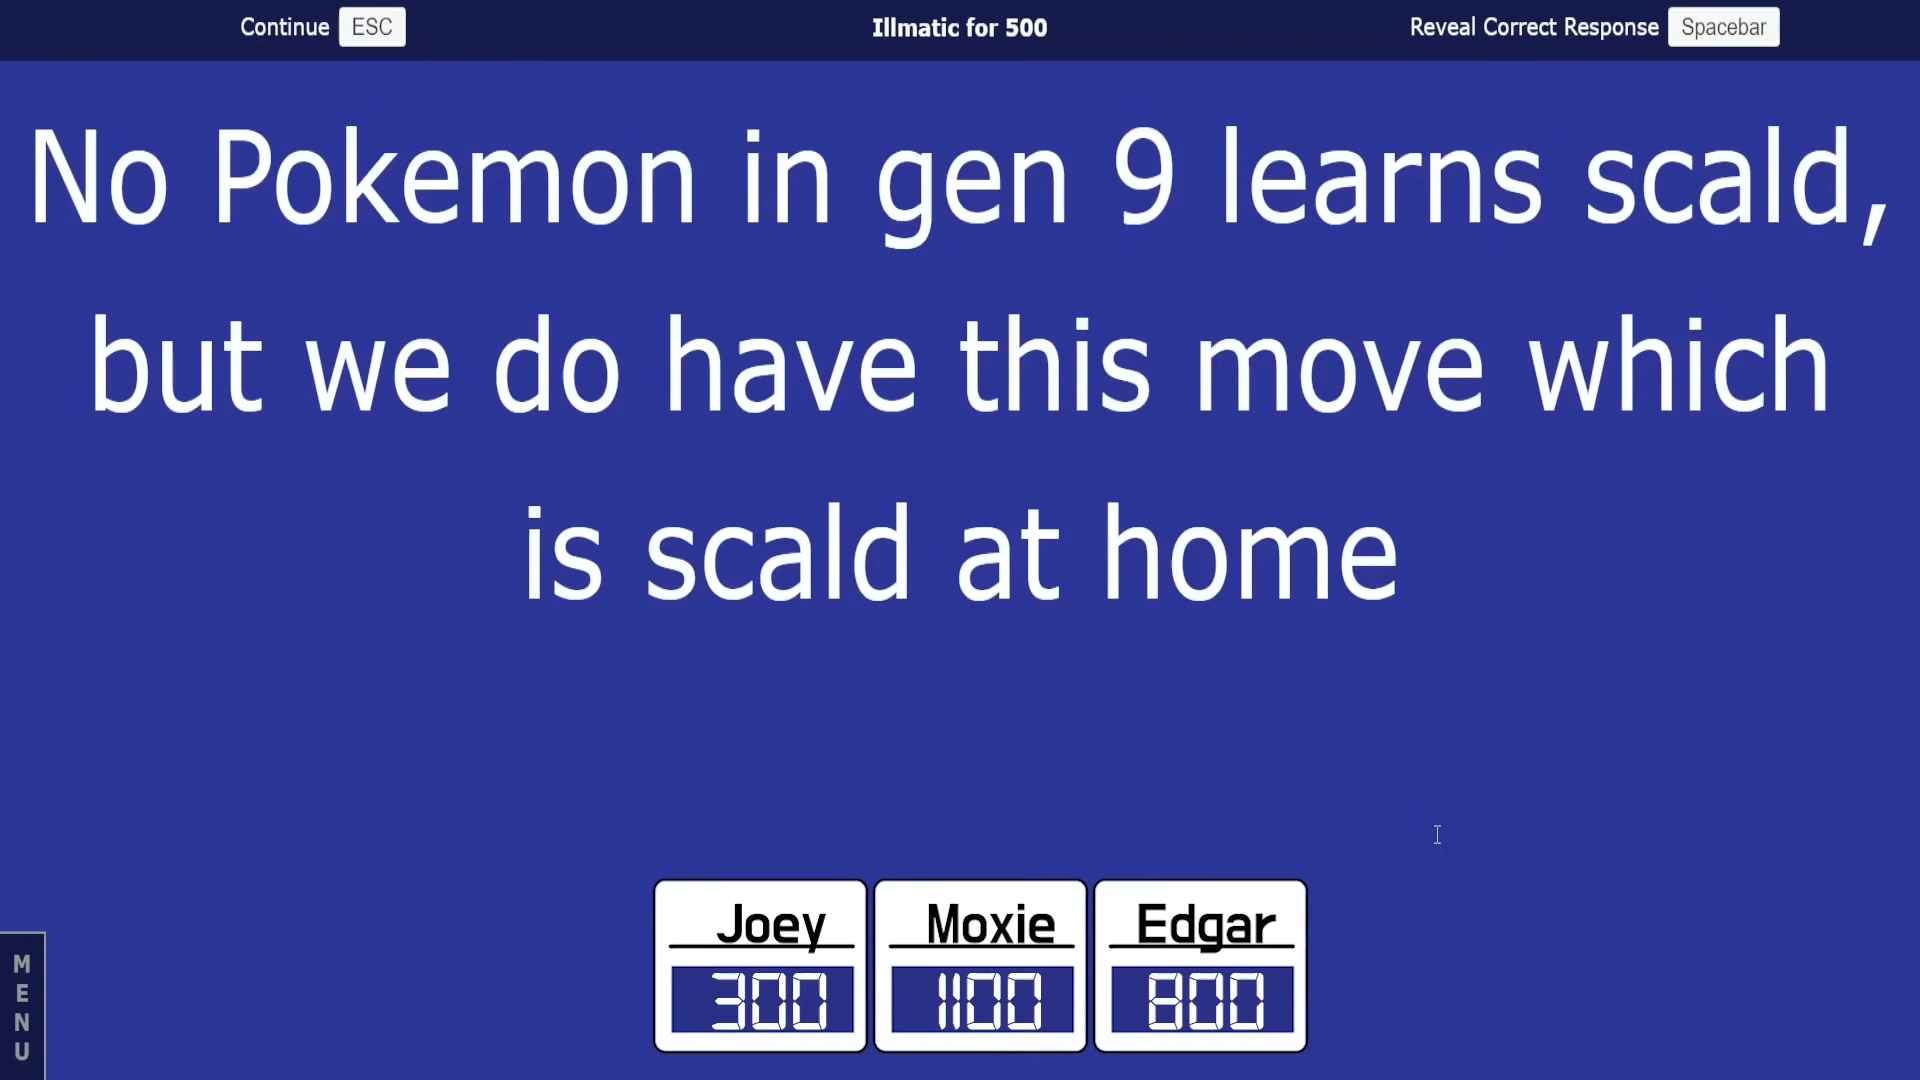 Continue ESC
Illmatic for 500
Reveal Correct Response Spacebar
No Pokemon in gen 9 learns scald,
but we do have this move which
is scald at home
Joey Moxie Edgar
300 1100 800
MENU